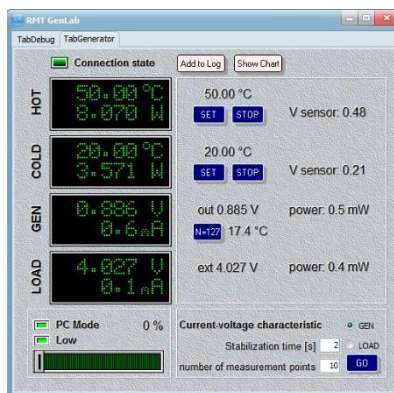 RMT GenLab
TabDebug TabGenerator
Connection state Add to Log Show Chart
HOT 50.00 °C 50.00 °C
8.070 W SET STOP V sensor: 0.48
COLD 20.00 °C 20.00 °C
3.571 W SET STOP V sensor: 0.21
GEN 0.886 V out 0.885 V power: 0.5 mW
0.6 mA N=127 17.4 °C
LOAD 4.027 V ext 4.027 V power: 0.4 mW
0.1 mA
PC Mode 0 % Current-voltage characteristic GEN
Low Stabilization time [s] 2 LOAD
number of measurement points 10 GO